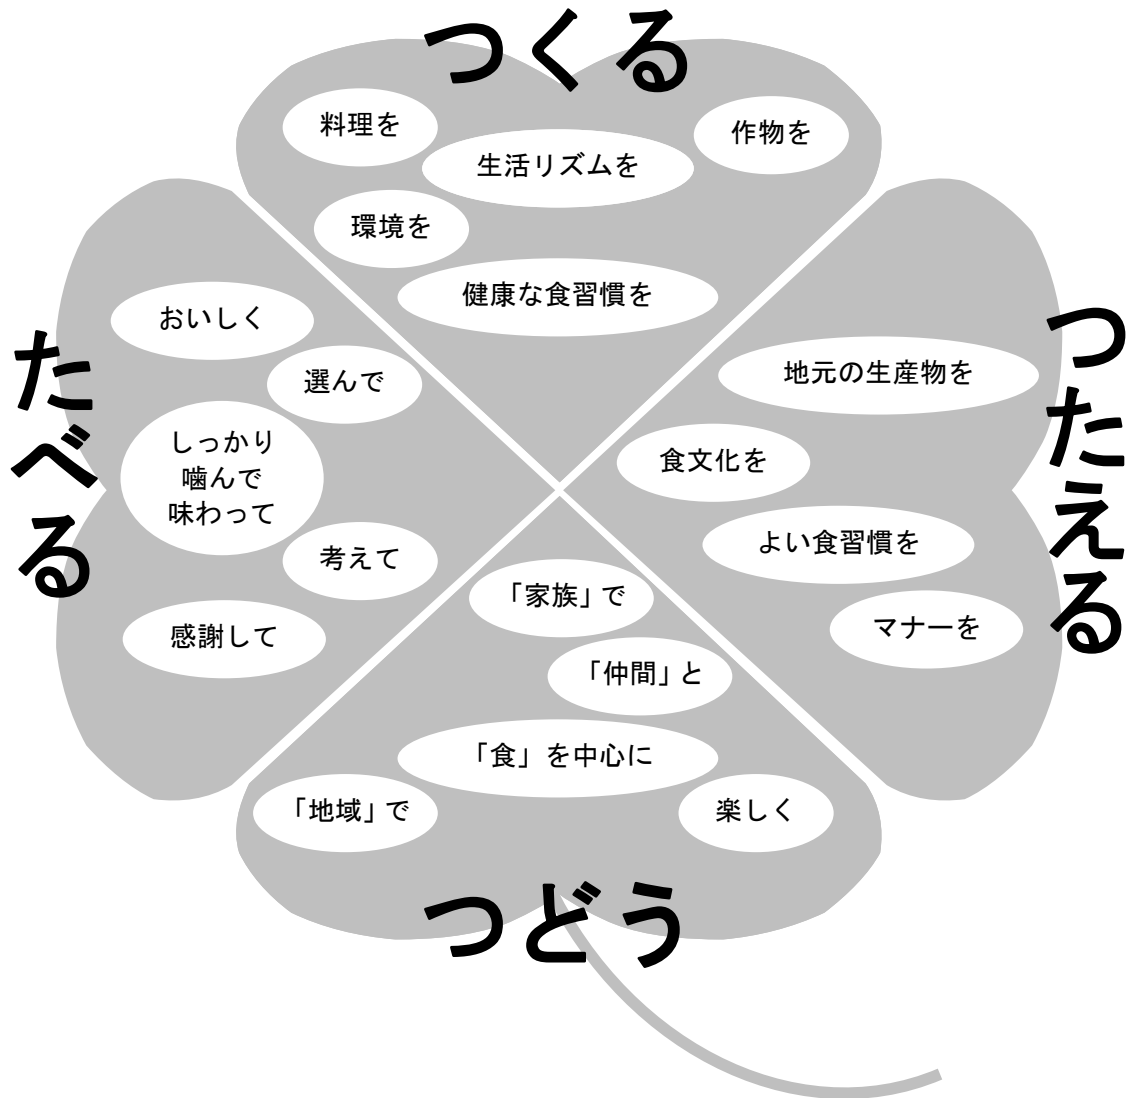 つくる
料理を
作物を
生活リズムを
環境を
健康な食習慣を
たべる
おいしく
選んで
しっかり
噛んで
味わって
考えて
感謝して
つたえる
地元の生産物を
食文化を
よい食習慣を
マナーを
「家族」で
「仲間」と
「食」を中心に
「地域」で
楽しく
つどう